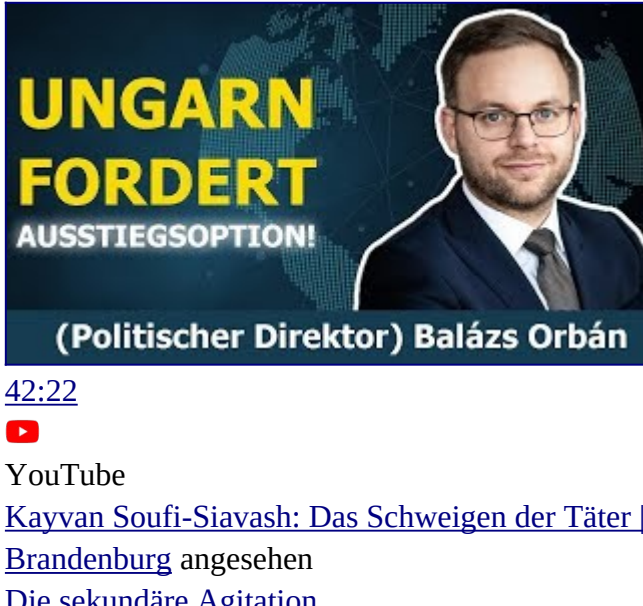 UNGARN
FORDERT
AUSSTIEGSOPTION!
(Politischer Direktor) Balázs Orbán
42:22
YouTube
Kayvan Soufi-Siavash: Das Schweigen der Täter |
Brandenburg angesehen
Die sekundäre Agitation